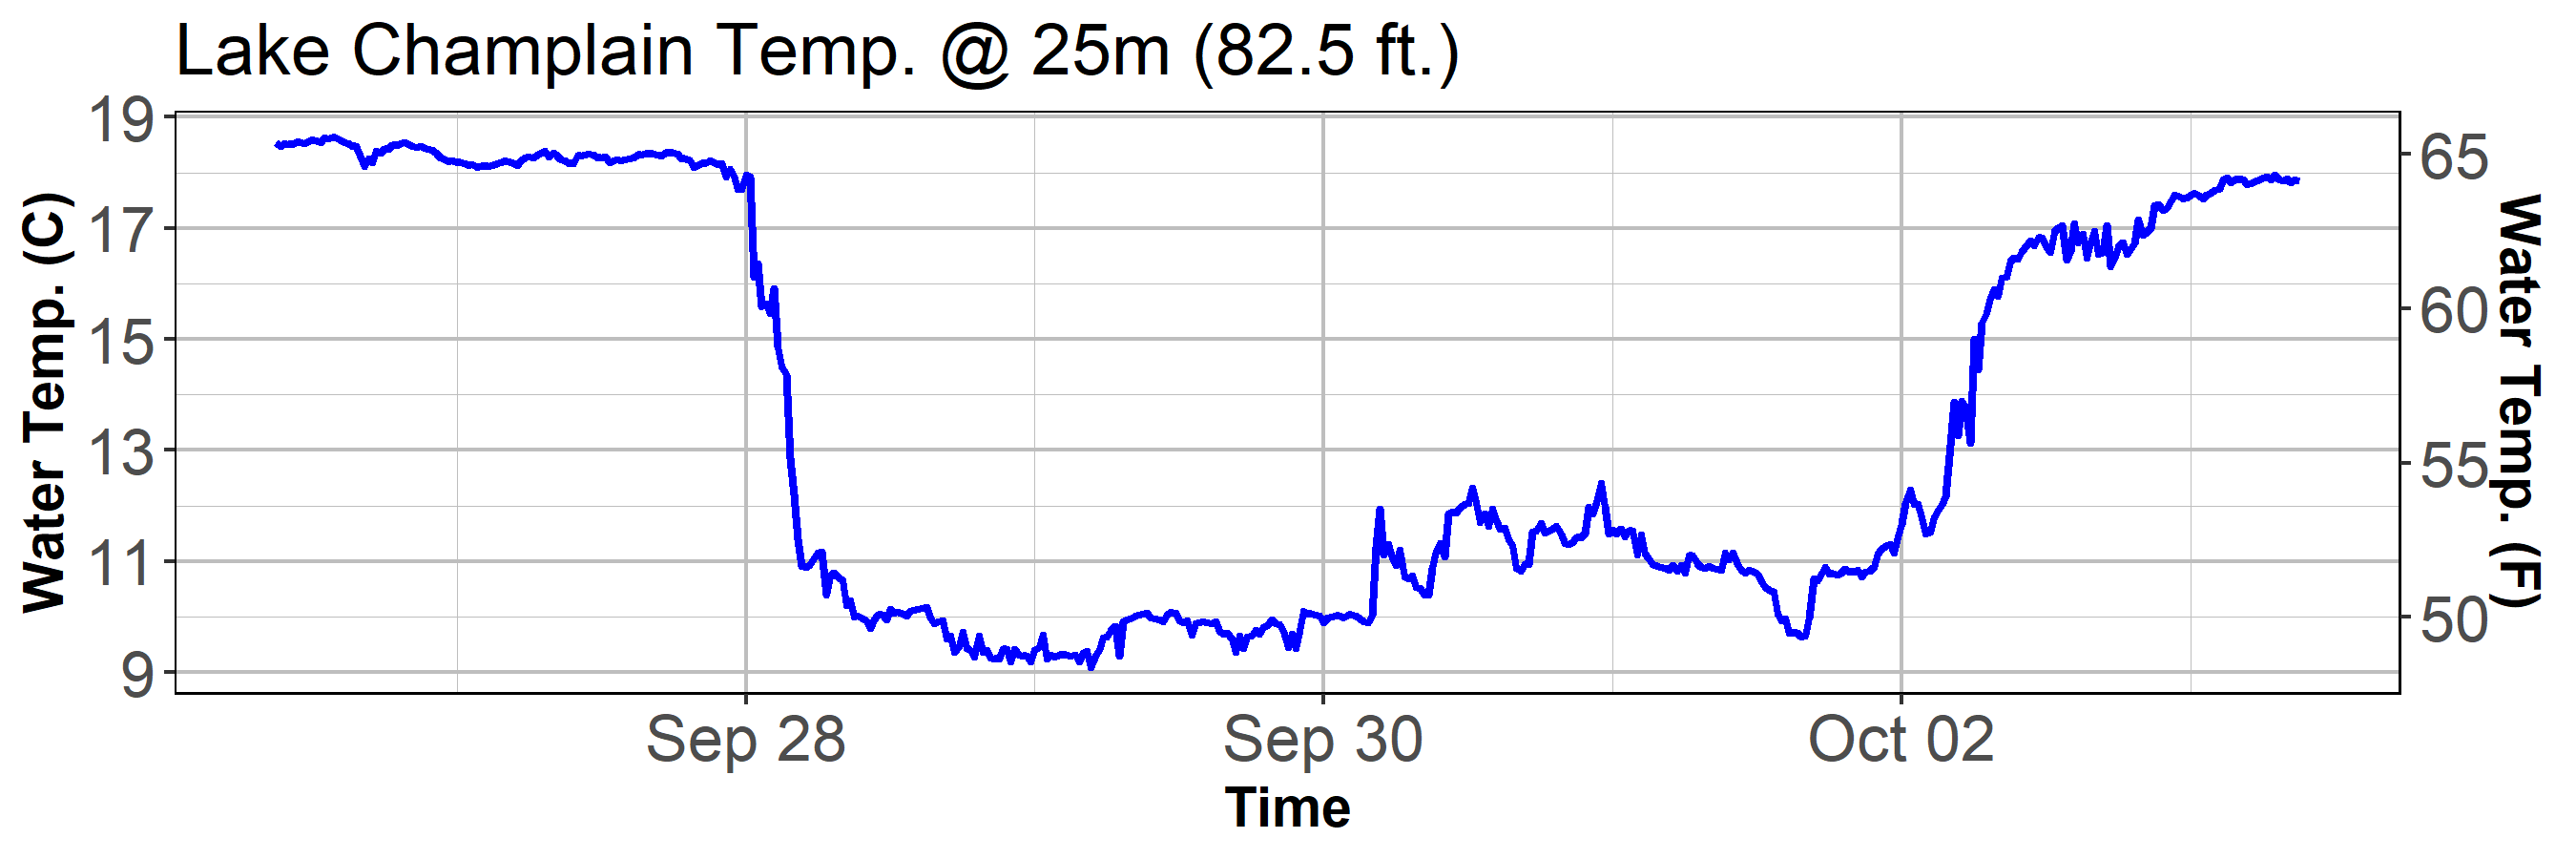 Lake Champlain Temp. @ 25m (82.5 ft.)
Water Temp. (C)
19
17
15
13
11
9
65
60
55
50
Water Temp. (F)
Sep 28
Sep 30
Oct 02
Time